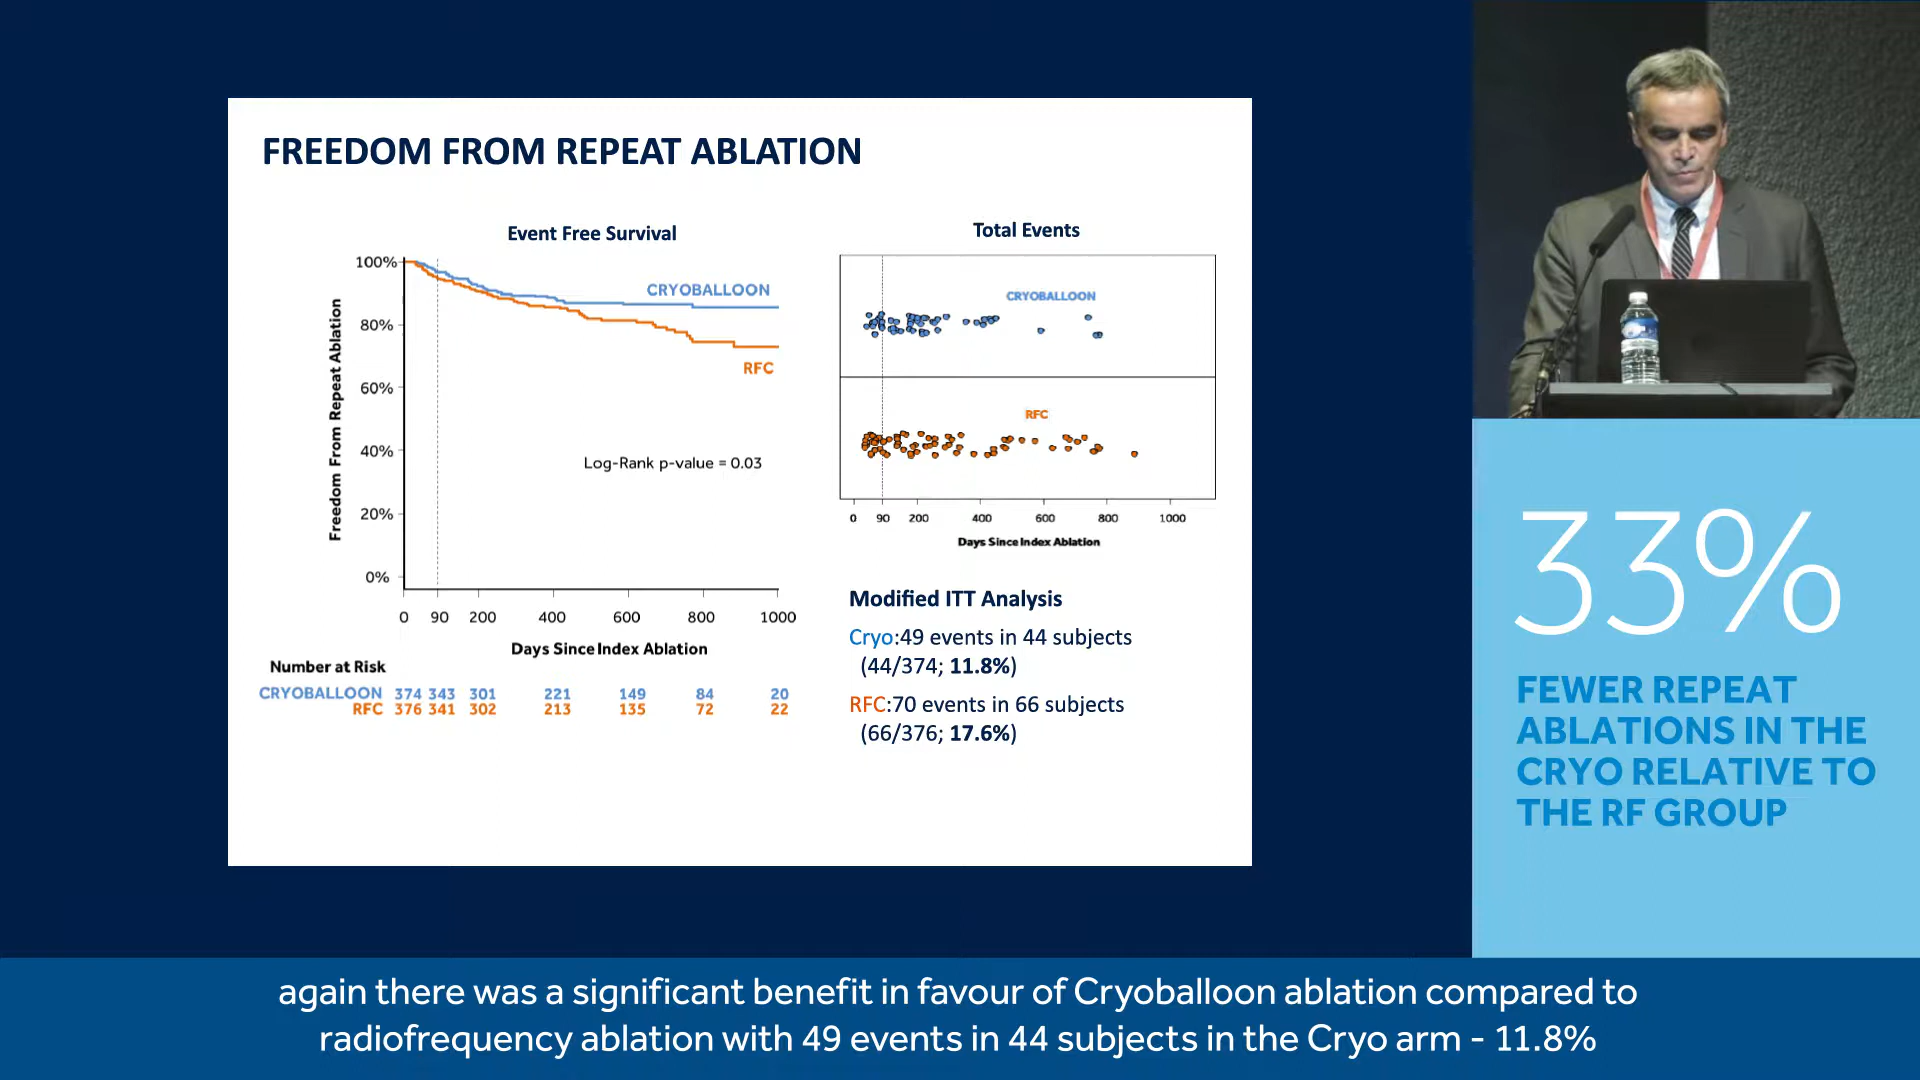 FREEDOM FROM REPEAT ABLATION
Event Free Survival
100%
80%
60%
40%
20%
0%
Freedom From Repeat Ablation
CRYOBALLOON
RFC
Log-Rank p-value = 0.03
0 90 200 400 600 800 1000
Days Since Index Ablation
Number at Risk
CRYOBALLOON 374 343 301 221 149 84 20
RFC 376 341 302 213 135 72 22
Total Events
CRYOBALLOON
RFC
0 90 200 400 600 800 1000
Days Since Index Ablation
Modified ITT Analysis
Cryo:49 events in 44 subjects
(44/374; 11.8%)
RFC:70 events in 66 subjects
(66/376; 17.6%)
33%
FEWER REPEAT
ABLATIONS IN THE
CRYO RELATIVE TO
THE RF GROUP
again there was a significant benefit in favour of Cryoballoon ablation compared to
radiofrequency ablation with 49 events in 44 subjects in the Cryo arm - 11.8%